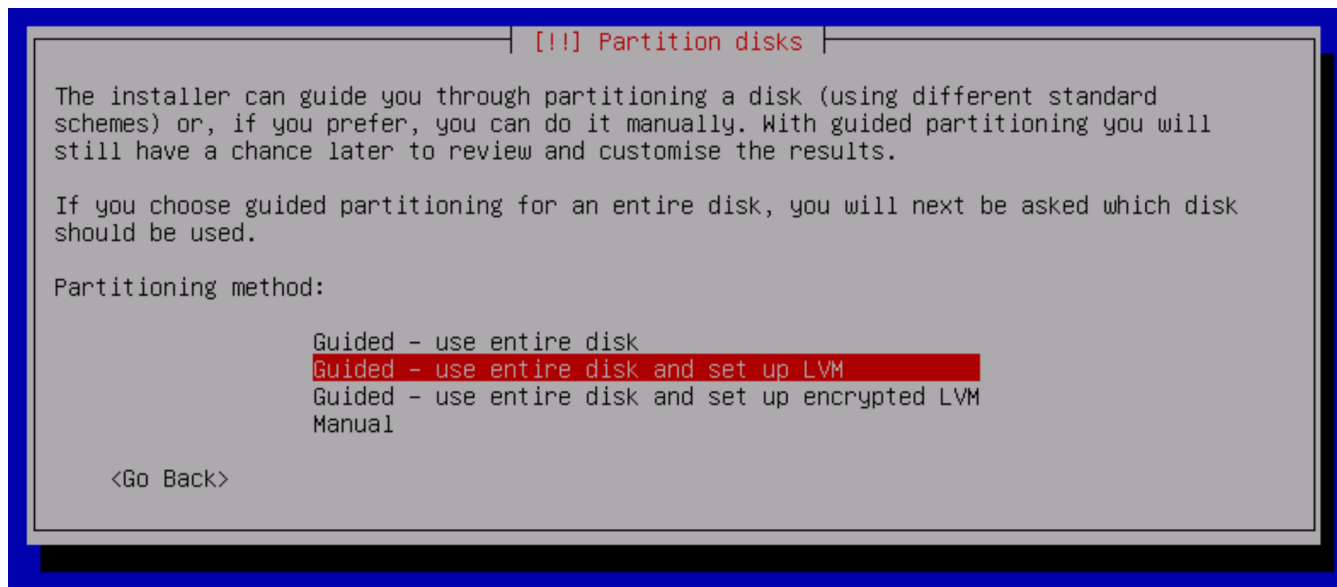 [!!] Partition disks
The installer can guide you through partitioning a disk (using different standard
schemes) or, if you prefer, you can do it manually. With guided partitioning you will
still have a chance later to review and customise the results.
If you choose guided partitioning for an entire disk, you will next be asked which disk
should be used.
Partitioning method:
Guided – use entire disk
Guided – use entire disk and set up LVM
Guided – use entire disk and set up encrypted LVM
Manual
<Go Back>